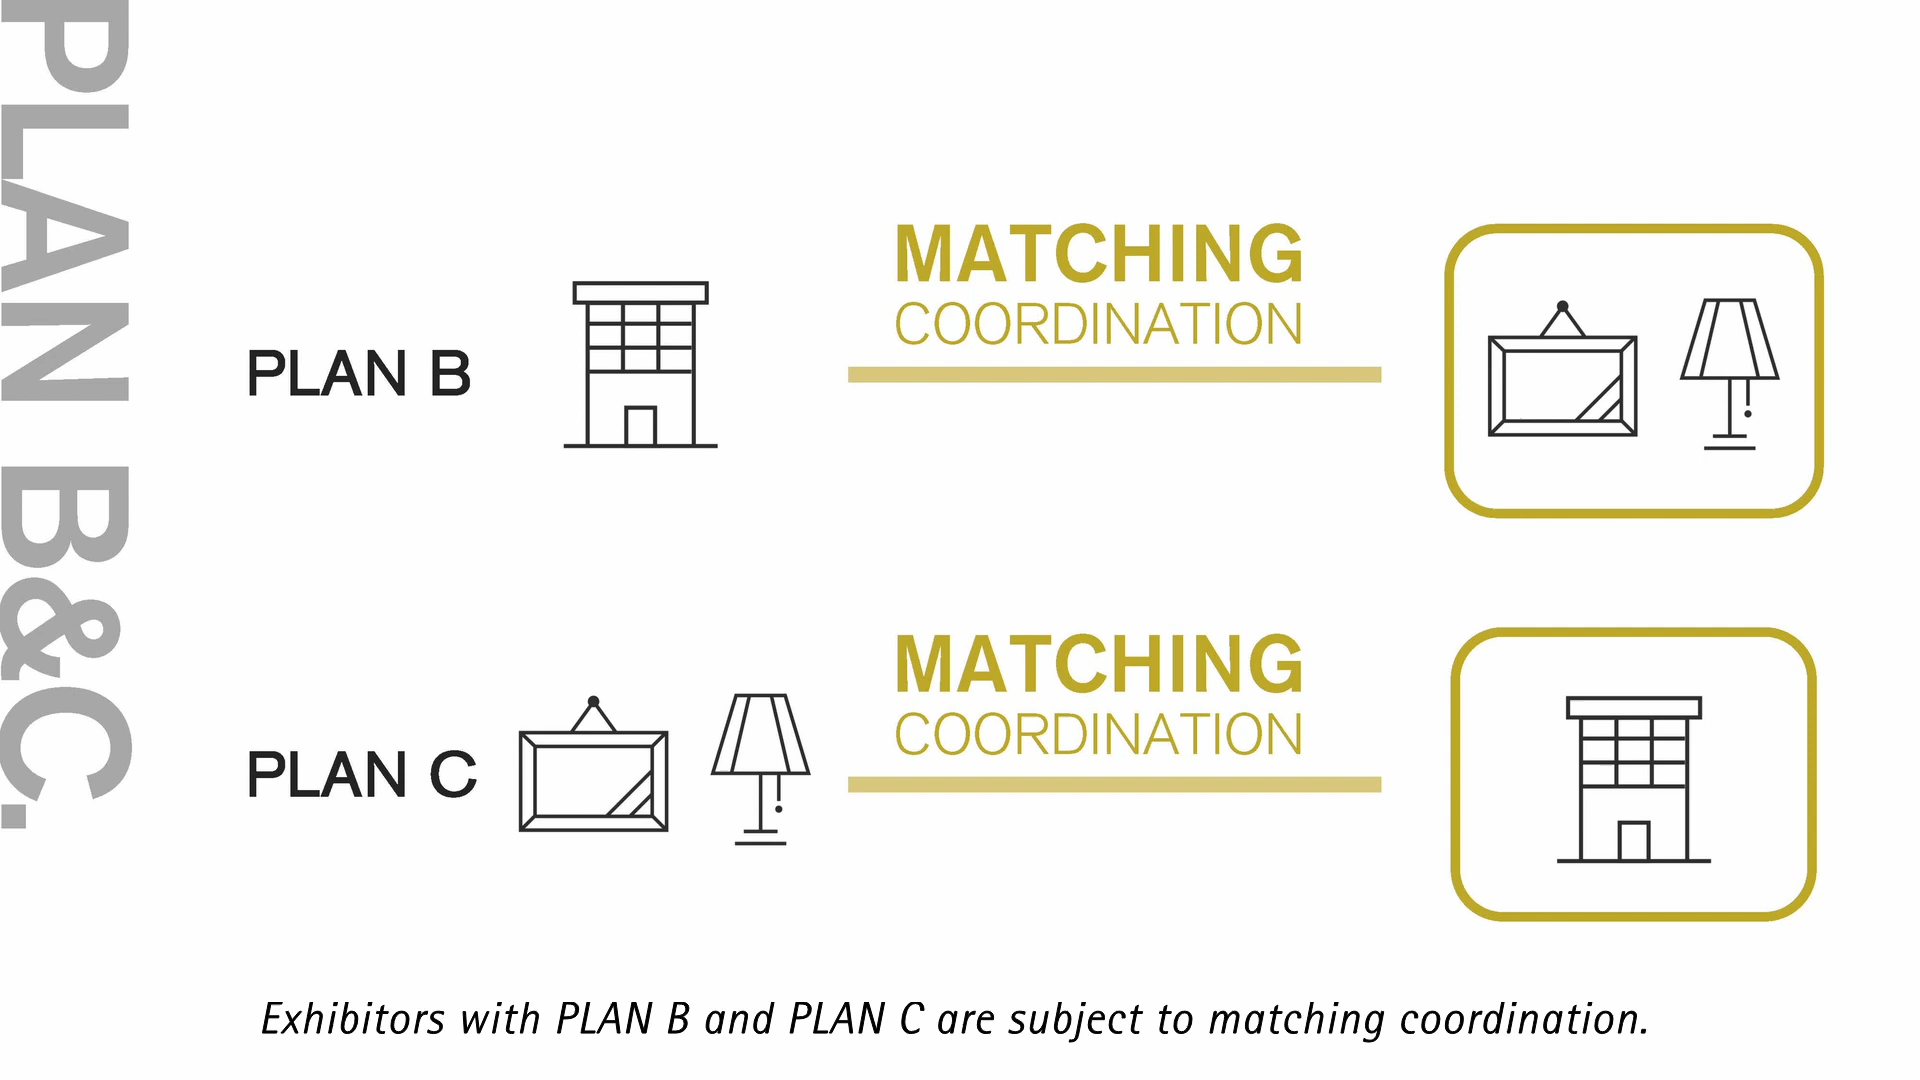 PLAN B&C.
MATCHING
COORDINATION
PLAN B
MATCHING
COORDINATION
PLAN C
Exhibitors with PLAN B and PLAN C are subject to matching coordination.